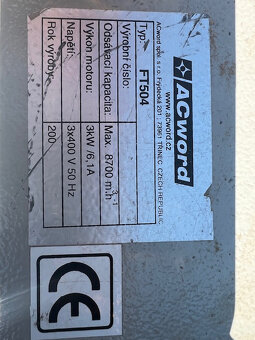 ACword
www.acword.cz
ACword spol. s r.o. Frýdecká 201, 73961 TŘINEC, CZECH REPUBLIC
Typ: FT504
Výrobní číslo:
Odsávací kapacita: Max. 8700 m³.h⁻¹
Výkon motoru: 3kW /6,1A
Napětí: 3x400 V 50 Hz
Rok výroby: 200
CE